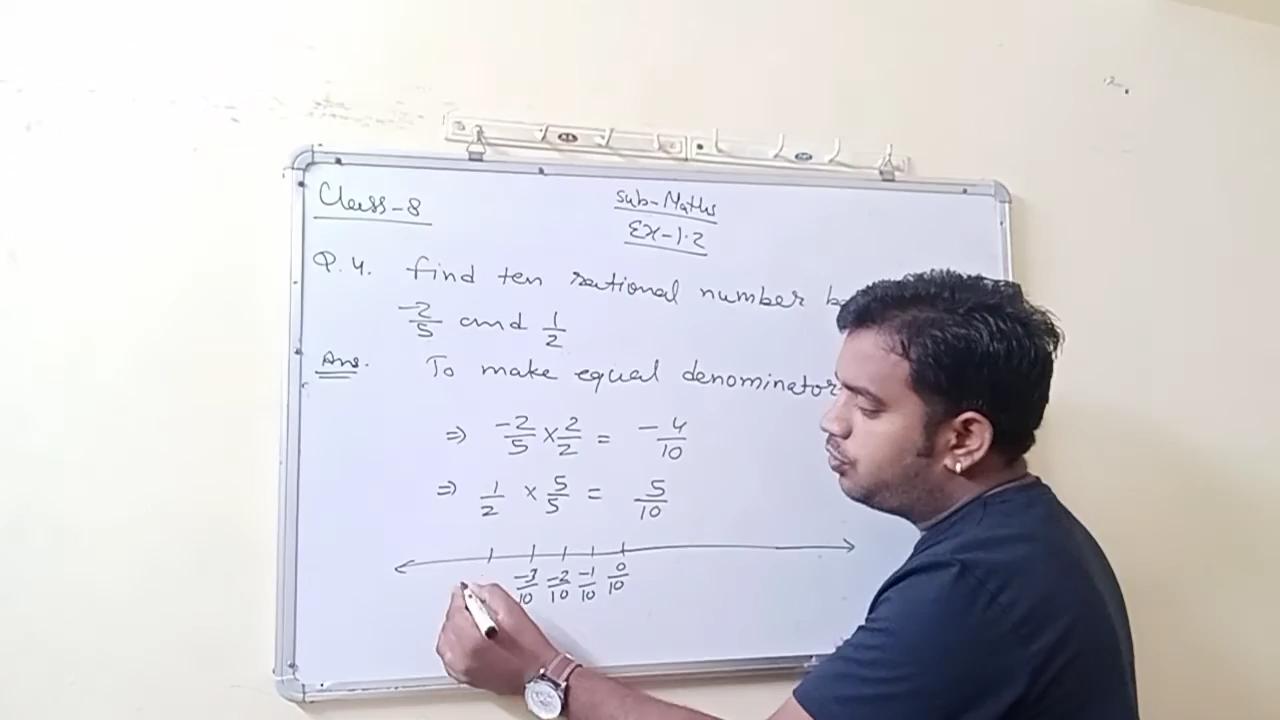 Class-8
Sub-Maths
EX-1.2
Q.4. find ten rational number
-2/5 and 1/2
Ans. To make equal denominator
⇒ -2/5 × 2/2 = -4/10
⇒ 1/2 × 5/5 = 5/10
-3/10 -2/10 -1/10 0/10